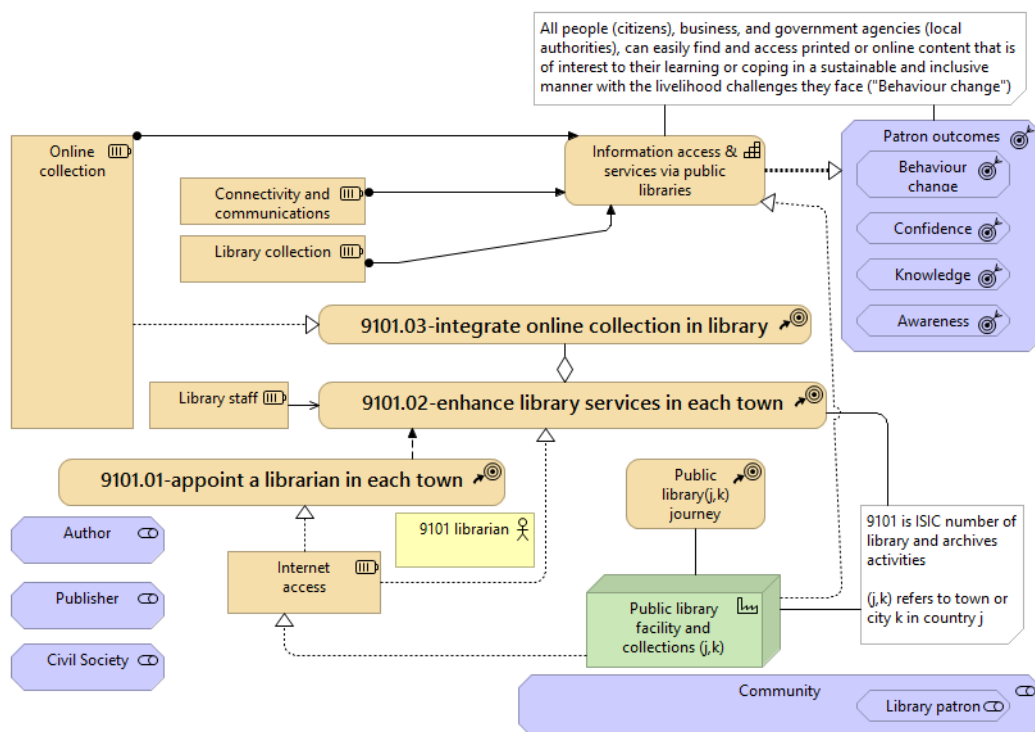 All people (citizens), business, and government agencies (local
authorities), can easily find and access printed or online content that is
of interest to their learning or coping in a sustainable and inclusive
manner with the livelihood challenges they face ("Behaviour change")
Online
collection
Information access &
services via public
libraries
Patron outcomes
Behaviour
change
Confidence
Knowledge
Awareness
Connectivity and
communications
Library collection
9101.03-integrate online collection in library
Library staff
9101.02-enhance library services in each town
9101.01-appoint a librarian in each town
Public
library(j,k)
journey
9101 librarian
9101 is ISIC number of
library and archives
activities
(j,k) refers to town or
city k in country j
Author
Publisher
Civil Society
Internet
access
Public library
facility and
collections (j,k)
Community
Library patron